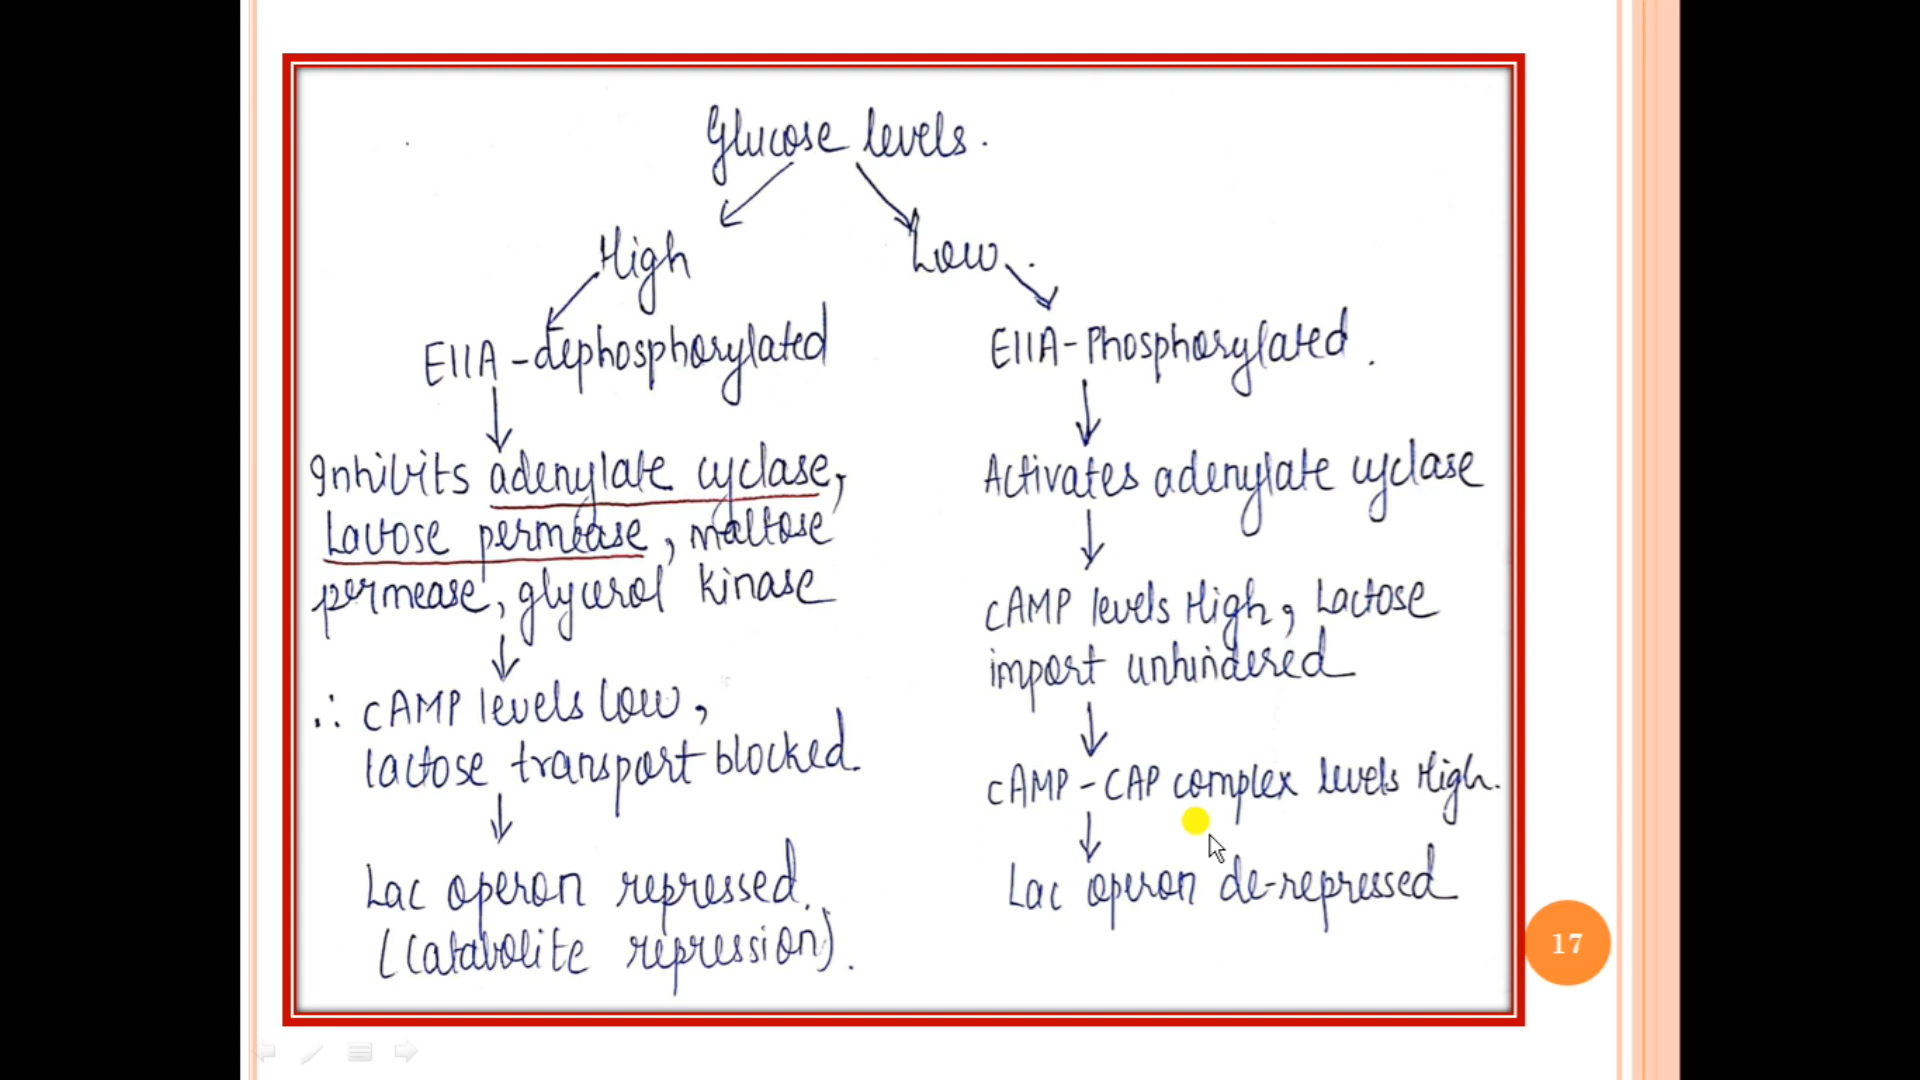 Glucose levels.
High
Low.
EIIA-dephosphorylated
EIIA-Phosphorylated.
Inhibits adenylate cyclase,
Lactose permease, maltose
permease, glycerol kinase
∴ cAMP levels low,
lactose transport blocked.
Lac operon repressed.
(Catabolite repression).
Activates adenylate cyclase
cAMP levels High, Lactose
import unhindered
cAMP-CAP complex levels High.
Lac operon de-repressed
17